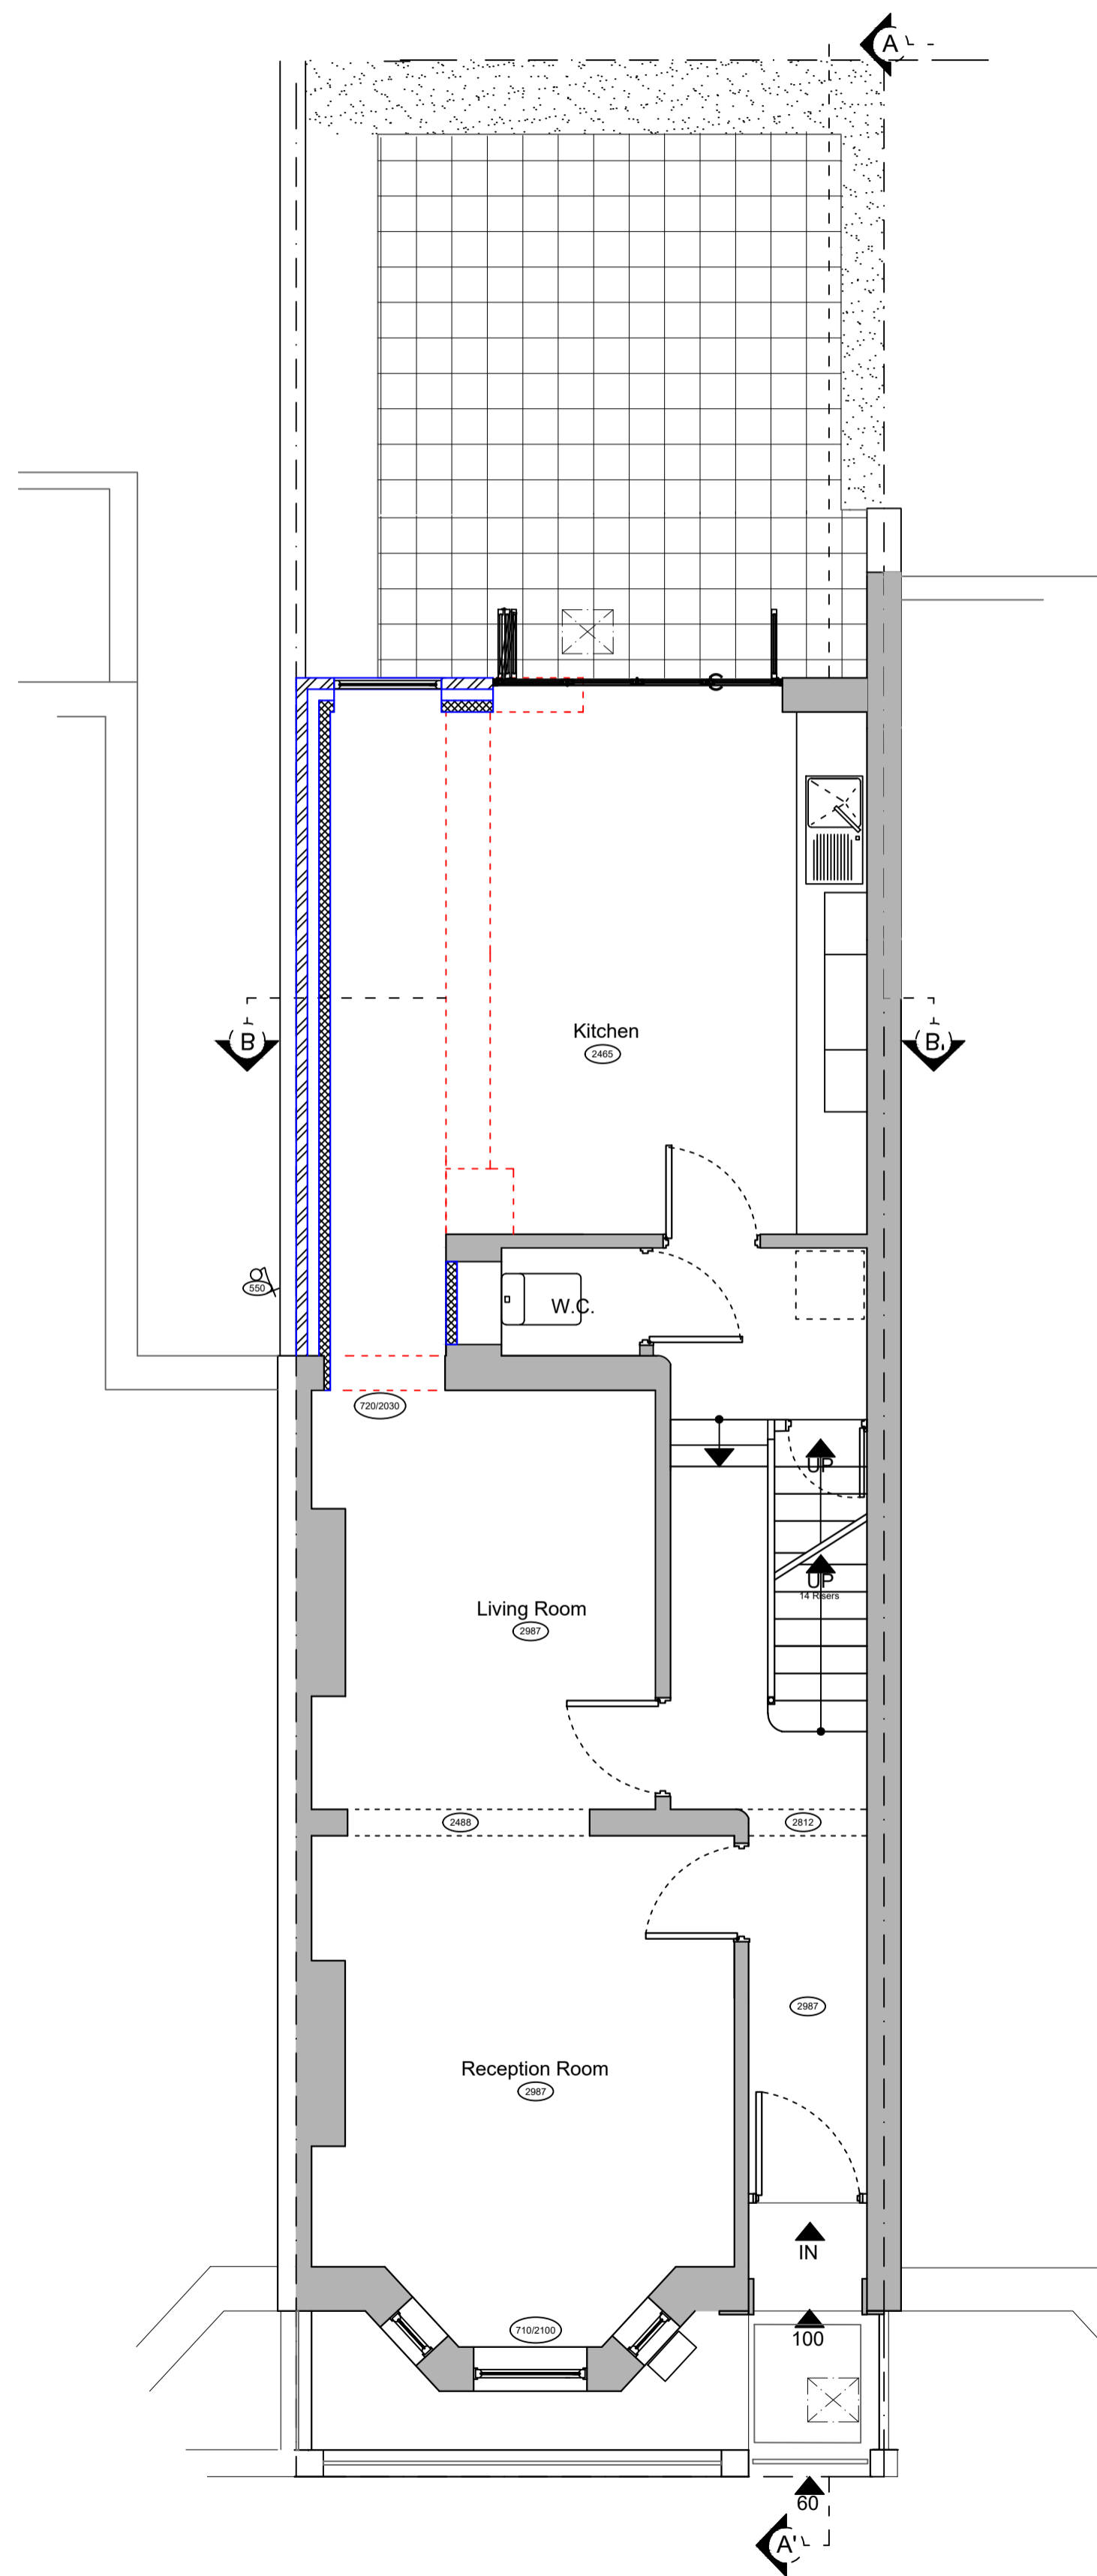 A
Kitchen
2465
B
B,
550
W.C.
720/2030
UP
UP
14 Risers
Living Room
2987
2488
2812
2987
Reception Room
2987
IN
710/2100
100
60
A'